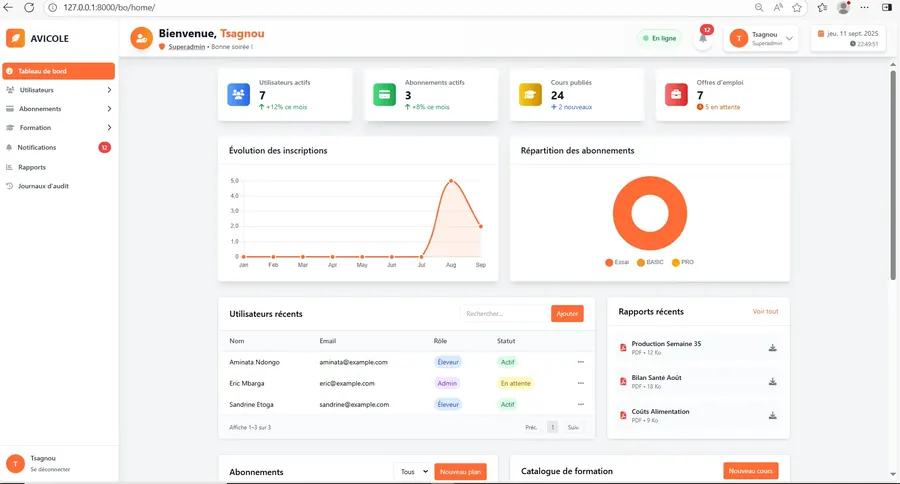 127.0.0.1:8000/bo/home/
AVICOLE
Bienvenue, Tsagnou
Superadmin • Bonne soirée !
En ligne
12
T
Tsagnou
Superadmin
jeu. 11 sept. 2025
22:49:51
Tableau de bord
Utilisateurs
Abonnements
Formation
Notifications
12
Rapports
Journaux d'audit
Utilisateurs actifs
7
+12% ce mois
Abonnements actifs
3
+8% ce mois
Cours publiés
24
2 nouveaux
Offres d'emploi
7
5 en attente
Évolution des inscriptions
5,0
4,0
3,0
2,0
1,0
0
Jan Feb Mar Apr May Jun Jul Aug Sep
Répartition des abonnements
Essai BASIC PRO
Utilisateurs récents
Rechercher...
Ajouter
Nom Email Rôle Statut
Aminata Ndongo aminata@example.com Éleveur Actif
Eric Mbarga eric@example.com Admin En attente
Sandrine Etoga sandrine@example.com Éleveur Actif
Affiche 1–3 sur 3
Préc. 1 Suiv.
Rapports récents
Voir tout
Production Semaine 35
PDF • 12 Ko
Bilan Santé Août
PDF • 18 Ko
Coûts Alimentation
PDF • 9 Ko
Abonnements
Tous
Nouveau plan
Catalogue de formation
Nouveau cours
T
Tsagnou
Se déconnecter